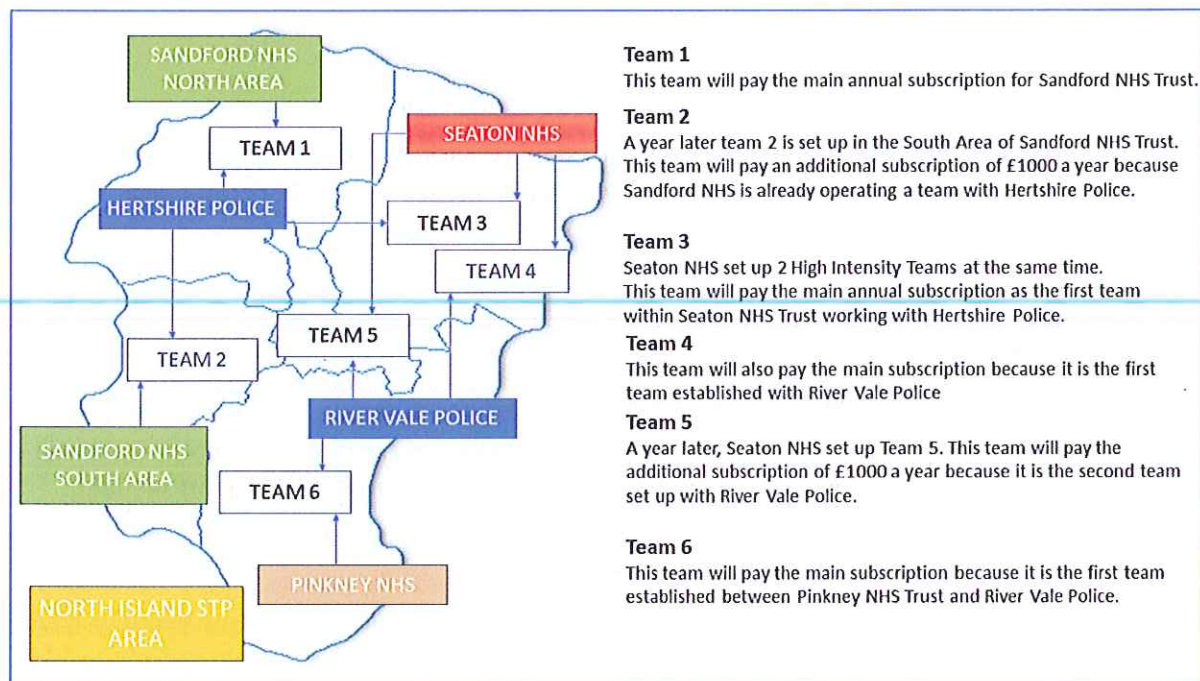 SANDFORD NHS
NORTH AREA
TEAM 1
SEATON NHS
HERTSHIRE POLICE
TEAM 3
TEAM 4
TEAM 5
TEAM 2
RIVER VALE POLICE
SANDFORD NHS
SOUTH AREA
TEAM 6
PINKNEY NHS
NORTH ISLAND STP
AREA
Team 1
This team will pay the main annual subscription for Sandford NHS Trust.
Team 2
A year later team 2 is set up in the South Area of Sandford NHS Trust.
This team will pay an additional subscription of £1000 a year because
Sandford NHS is already operating a team with Hertshire Police.
Team 3
Seaton NHS set up 2 High Intensity Teams at the same time.
This team will pay the main annual subscription as the first team
within Seaton NHS Trust working with Hertshire Police.
Team 4
This team will also pay the main subscription because it is the first
team established with River Vale Police
Team 5
A year later, Seaton NHS set up Team 5. This team will pay the
additional subscription of £1000 a year because it is the second team
set up with River Vale Police.
Team 6
This team will pay the main subscription because it is the first team
established between Pinkney NHS Trust and River Vale Police.